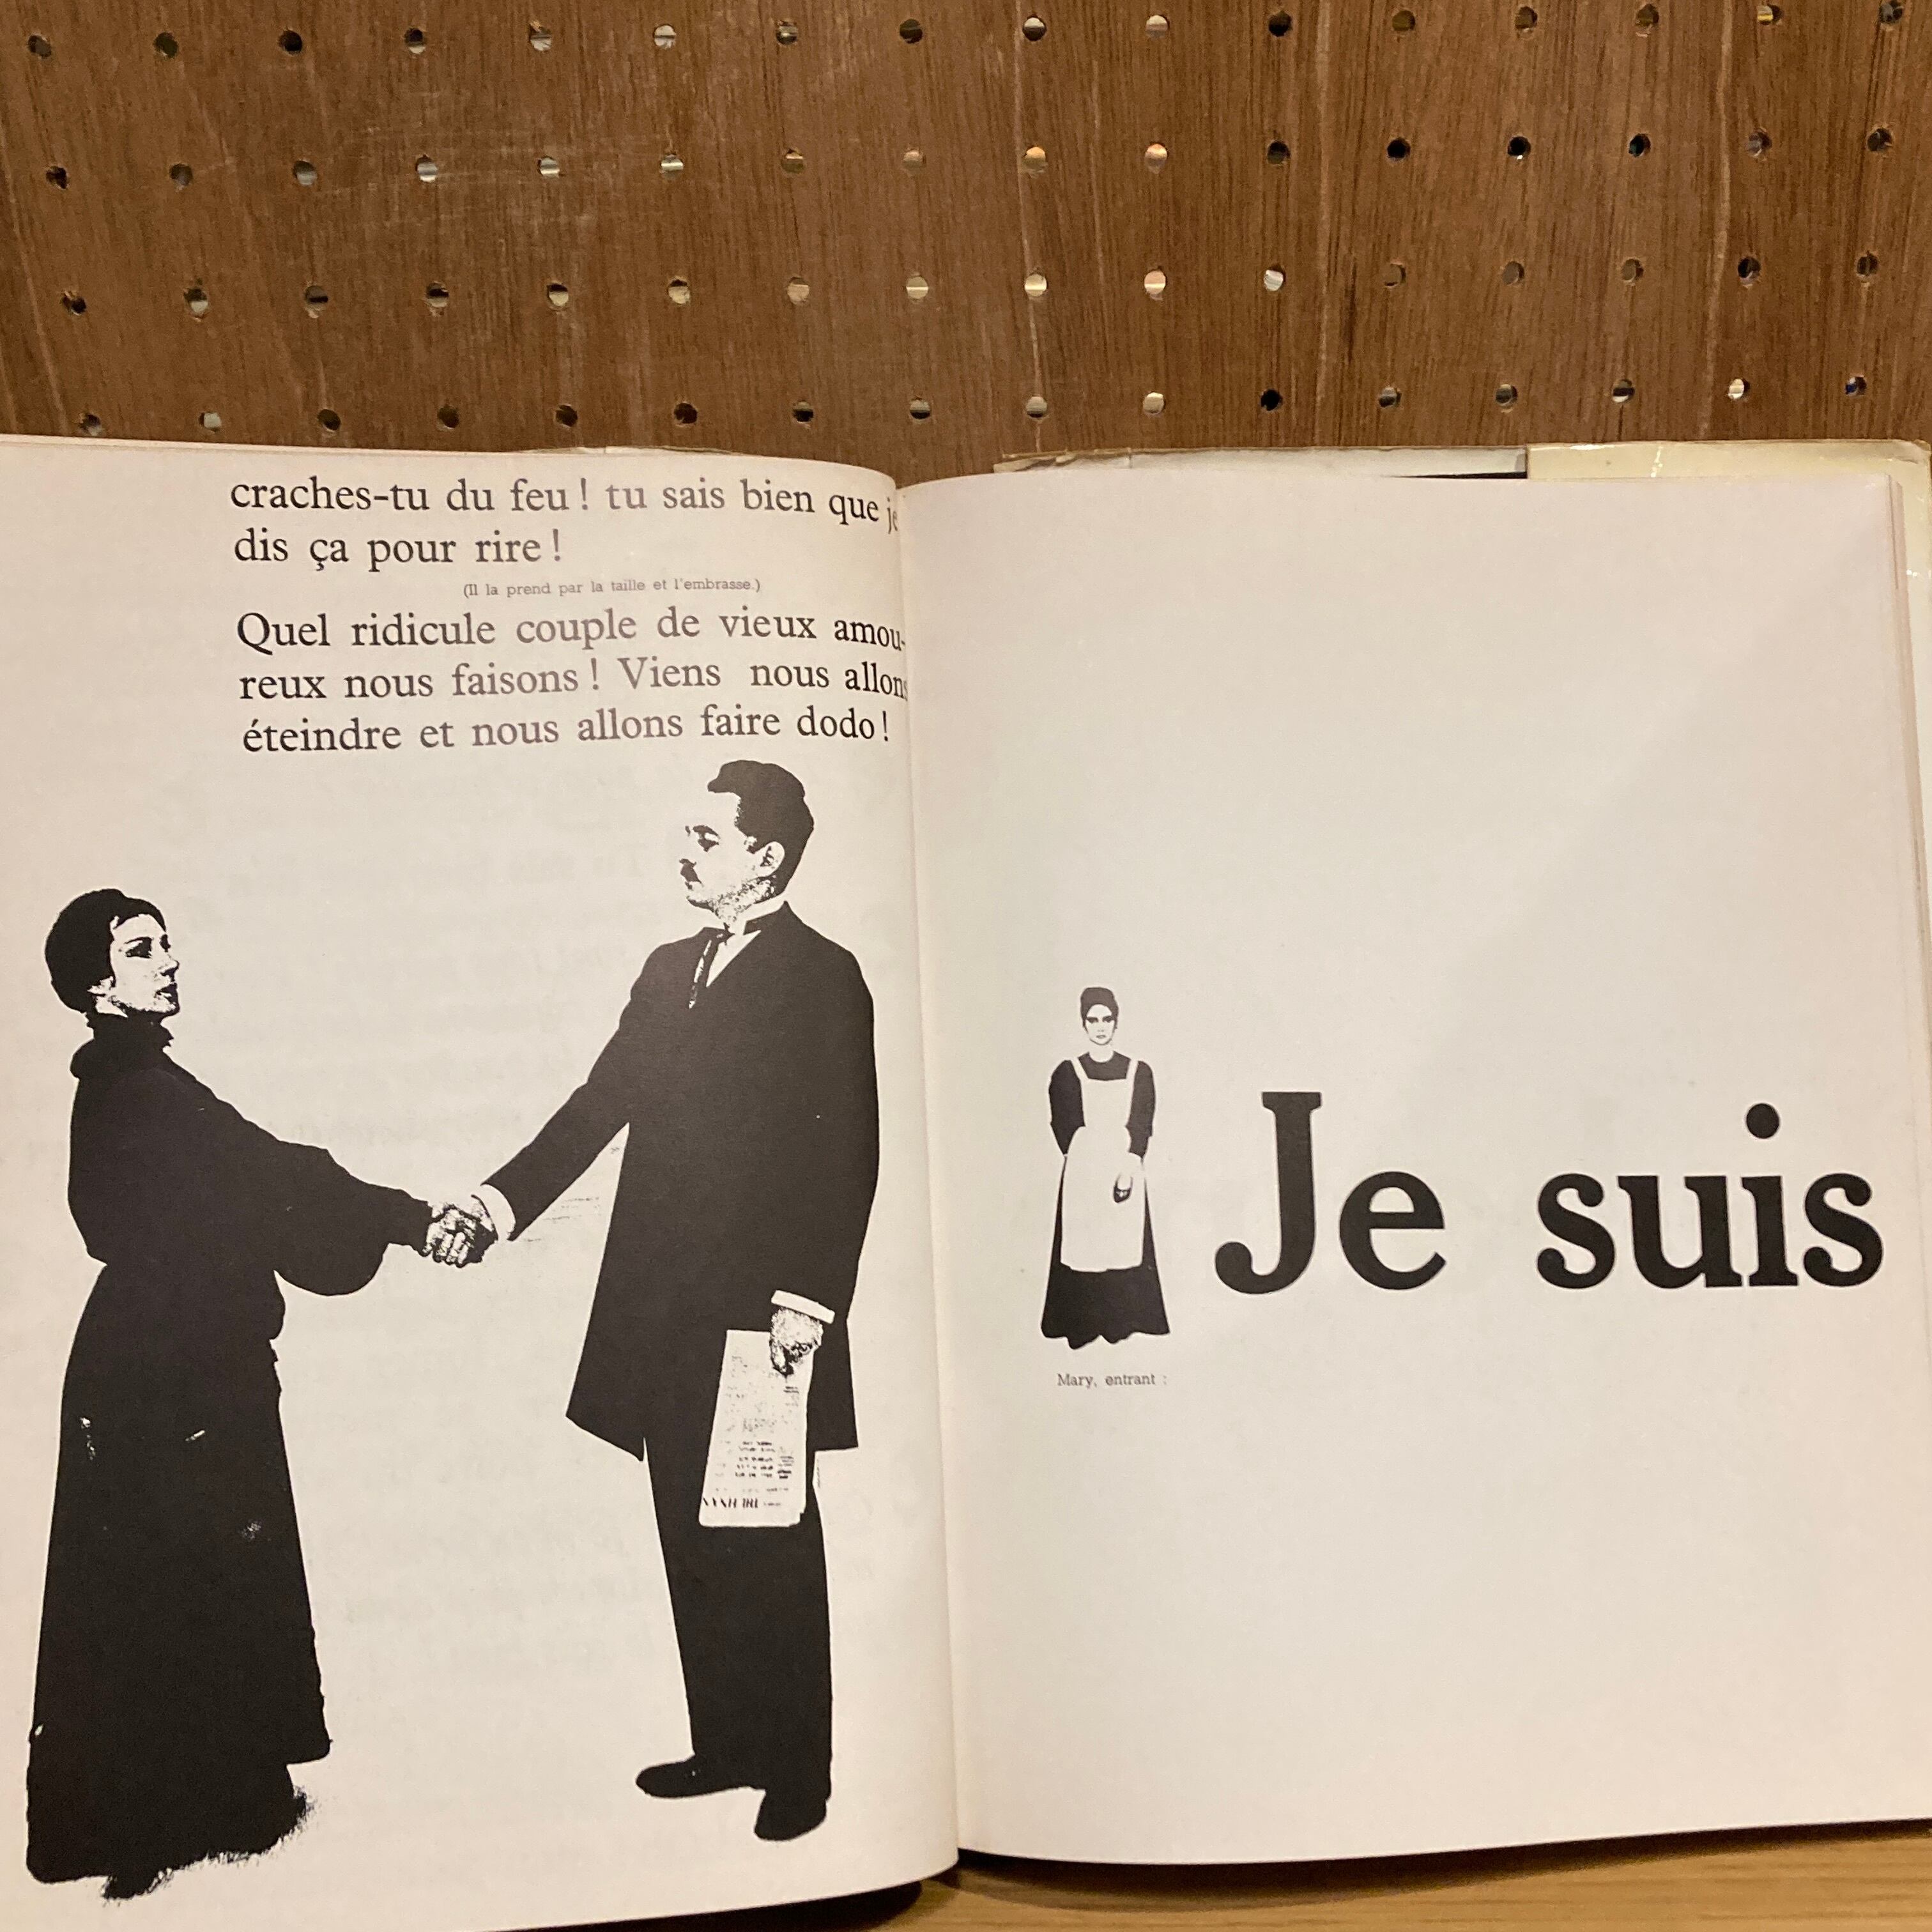 craches-tu du feu ! tu sais bien que je
dis ça pour rire !
(Il la prend par la taille et l'embrasse.)
Quel ridicule couple de vieux amou-
reux nous faisons ! Viens nous allons
éteindre et nous allons faire dodo !
Je suis
Mary, entrant :